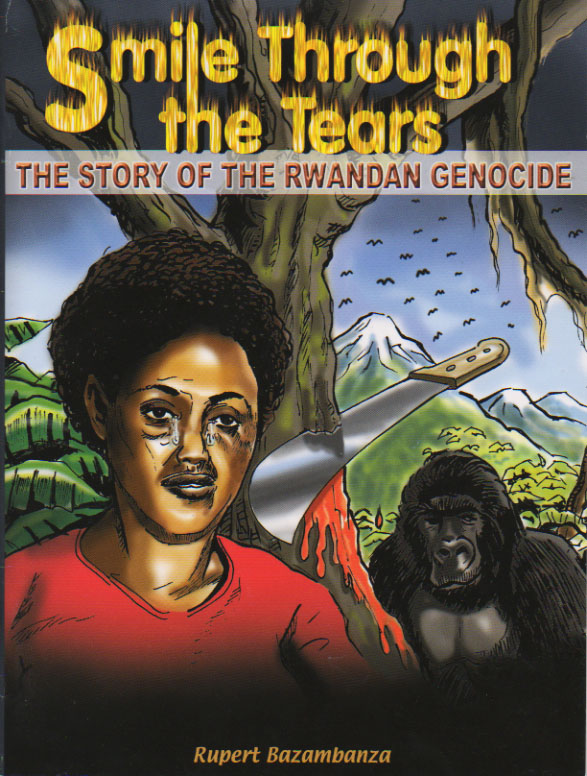 Smile Through
the Tears
THE STORY OF THE RWANDAN GENOCIDE
Rupert Bazambanza